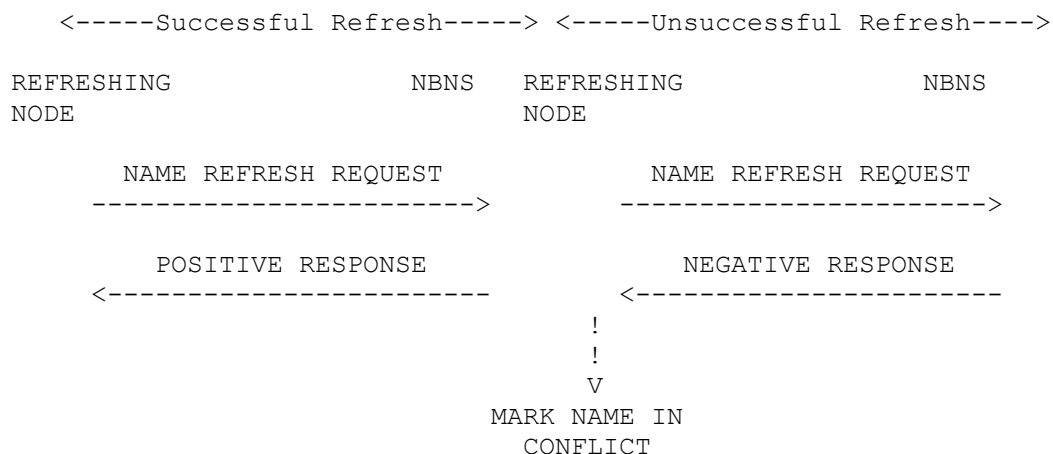 <-----Successful Refresh-----> <-----Unsuccessful Refresh---->
REFRESHING                NBNS   REFRESHING                NBNS
NODE                             NODE
NAME REFRESH REQUEST             NAME REFRESH REQUEST
------------------------>        ----------------------->
POSITIVE RESPONSE                NEGATIVE RESPONSE
<------------------------        <-----------------------
!
!
V
MARK NAME IN
CONFLICT